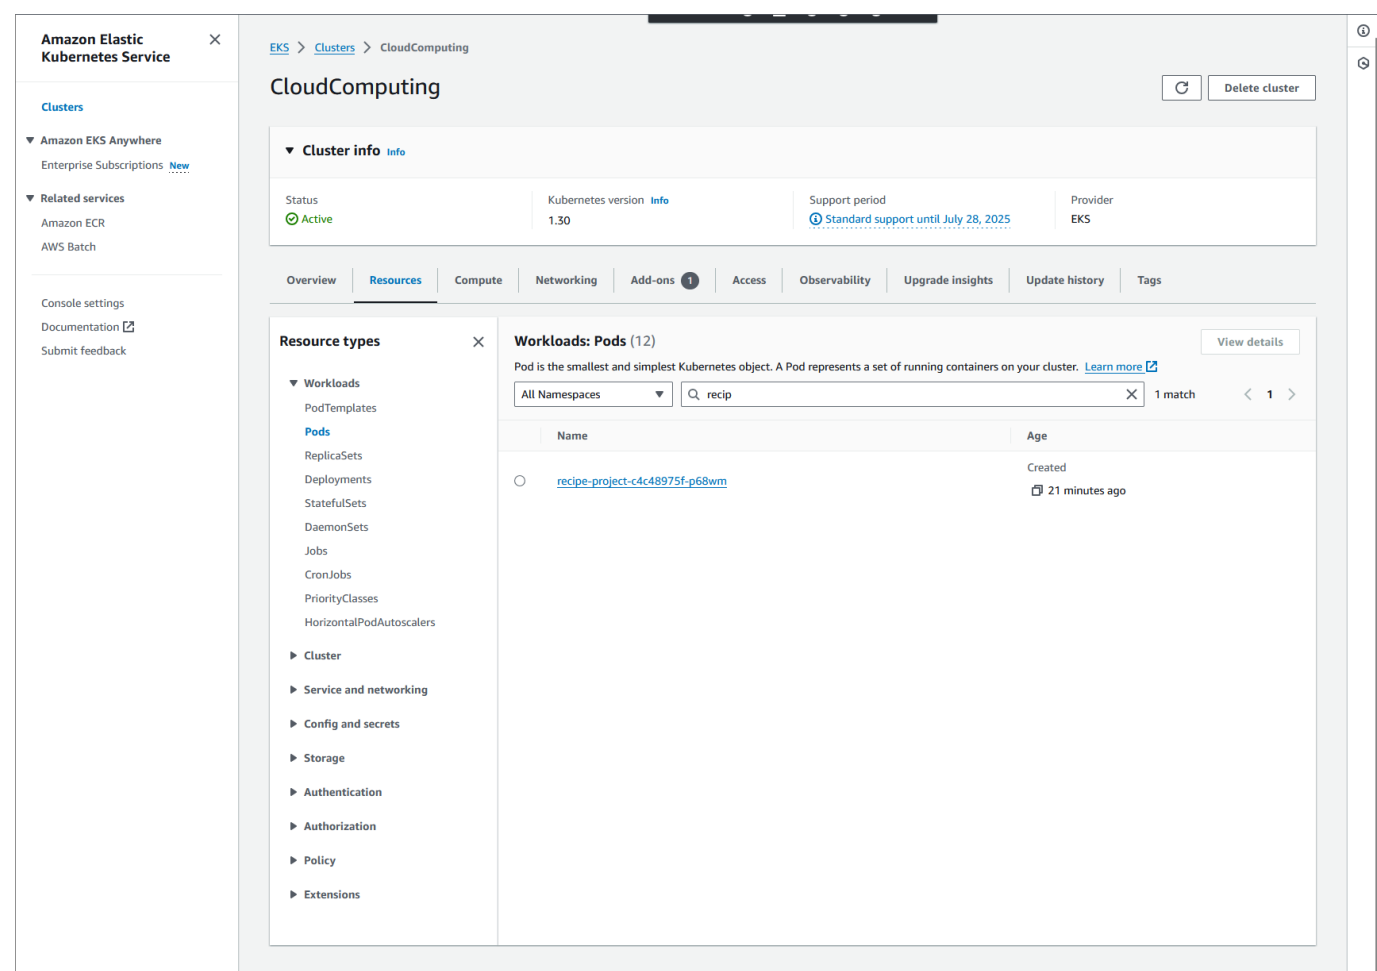 Amazon Elastic
Kubernetes Service
Clusters
Amazon EKS Anywhere
Enterprise Subscriptions New
Related services
Amazon ECR
AWS Batch
Console settings
Documentation
Submit feedback
EKS > Clusters > CloudComputing
CloudComputing
Delete cluster
Cluster info Info
Status
Active
Kubernetes version Info
1.30
Support period
Standard support until July 28, 2025
Provider
EKS
Overview Resources Compute Networking Add-ons 1 Access Observability Upgrade insights Update history Tags
Resource types
Workloads
PodTemplates
Pods
ReplicaSets
Deployments
StatefulSets
DaemonSets
Jobs
CronJobs
PriorityClasses
HorizontalPodAutoscalers
Cluster
Service and networking
Config and secrets
Storage
Authentication
Authorization
Policy
Extensions
Workloads: Pods (12)
View details
Pod is the smallest and simplest Kubernetes object. A Pod represents a set of running containers on your cluster. Learn more
All Namespaces
recip
1 match
1
Name
Age
recipe-project-c4c48975f-p68wm
Created
21 minutes ago